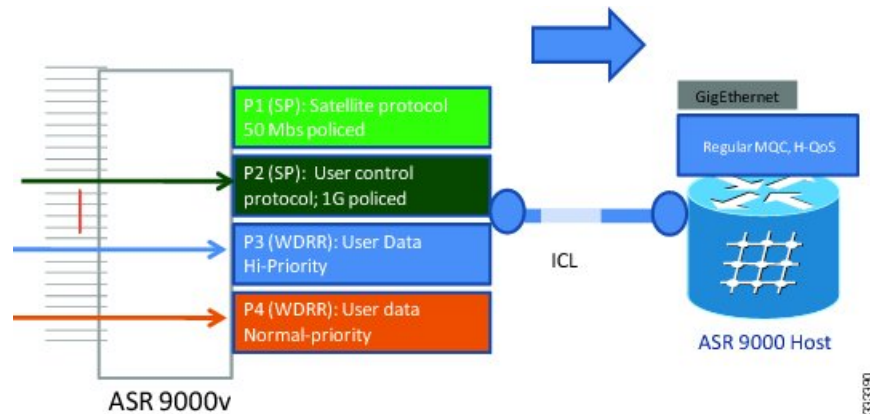 P1 (SP): Satellite protocol
50 Mbs policed
P2 (SP): User control
protocol; 1G policed
P3 (WDRR): User Data
Hi-Priority
P4 (WDRR): User data
Normal-priority
ASR 9000v
ICL
GigEthernet
Regular MQC, H-QoS
ASR 9000 Host
333390